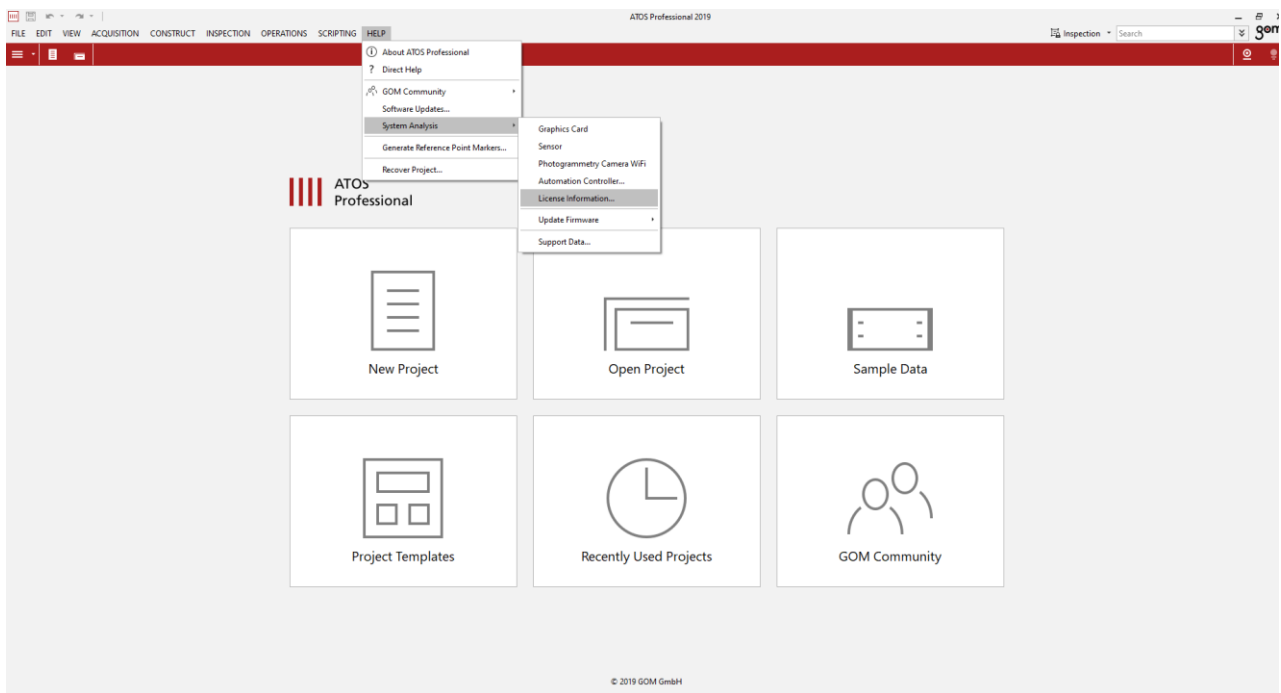 ATOS Professional 2019
FILE EDIT VIEW ACQUISITION CONSTRUCT INSPECTION OPERATIONS SCRIPTING HELP
Inspection Search
gom
About ATOS Professional
? Direct Help
GOM Community
Software Updates...
System Analysis
Generate Reference Point Markers...
Recover Project...
Graphics Card
Sensor
Photogrammetry Camera WiFi
Automation Controller...
License Information...
Update Firmware
Support Data...
ATOS
Professional
New Project
Open Project
Sample Data
Project Templates
Recently Used Projects
GOM Community
© 2019 GOM GmbH